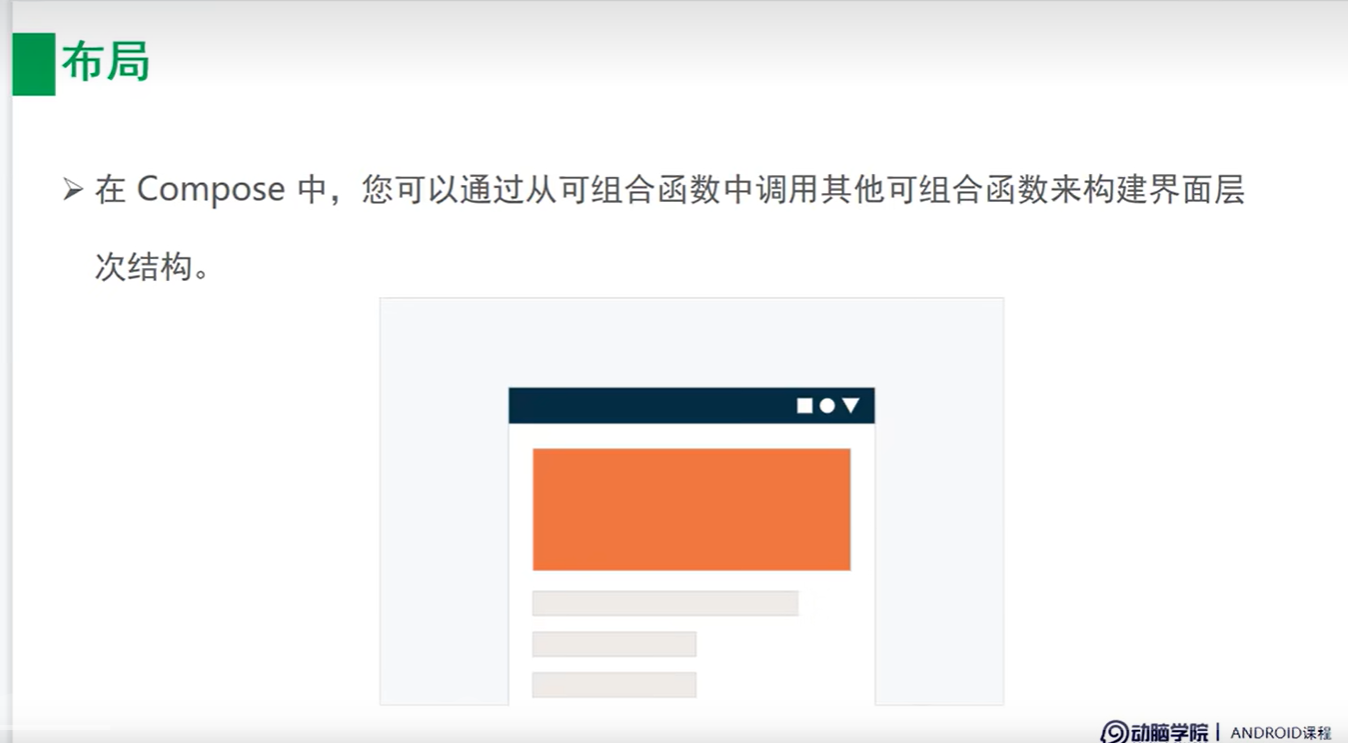 布局
在 Compose 中，您可以通过从可组合函数中调用其他可组合函数来构建界面层
次结构。
动脑学院 | ANDROID课程